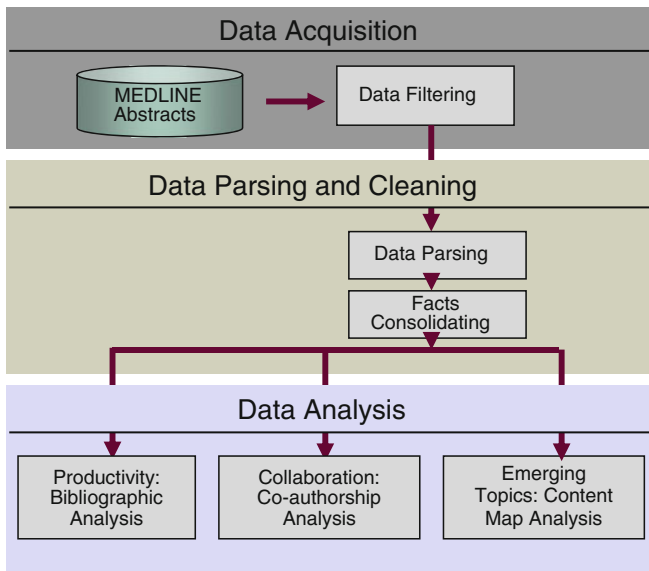 Data Acquisition
MEDLINE
Abstracts
Data Filtering
Data Parsing and Cleaning
Data Parsing
Facts
Consolidating
Data Analysis
Productivity:
Bibliographic
Analysis
Collaboration:
Co-authorship
Analysis
Emerging
Topics: Content
Map Analysis